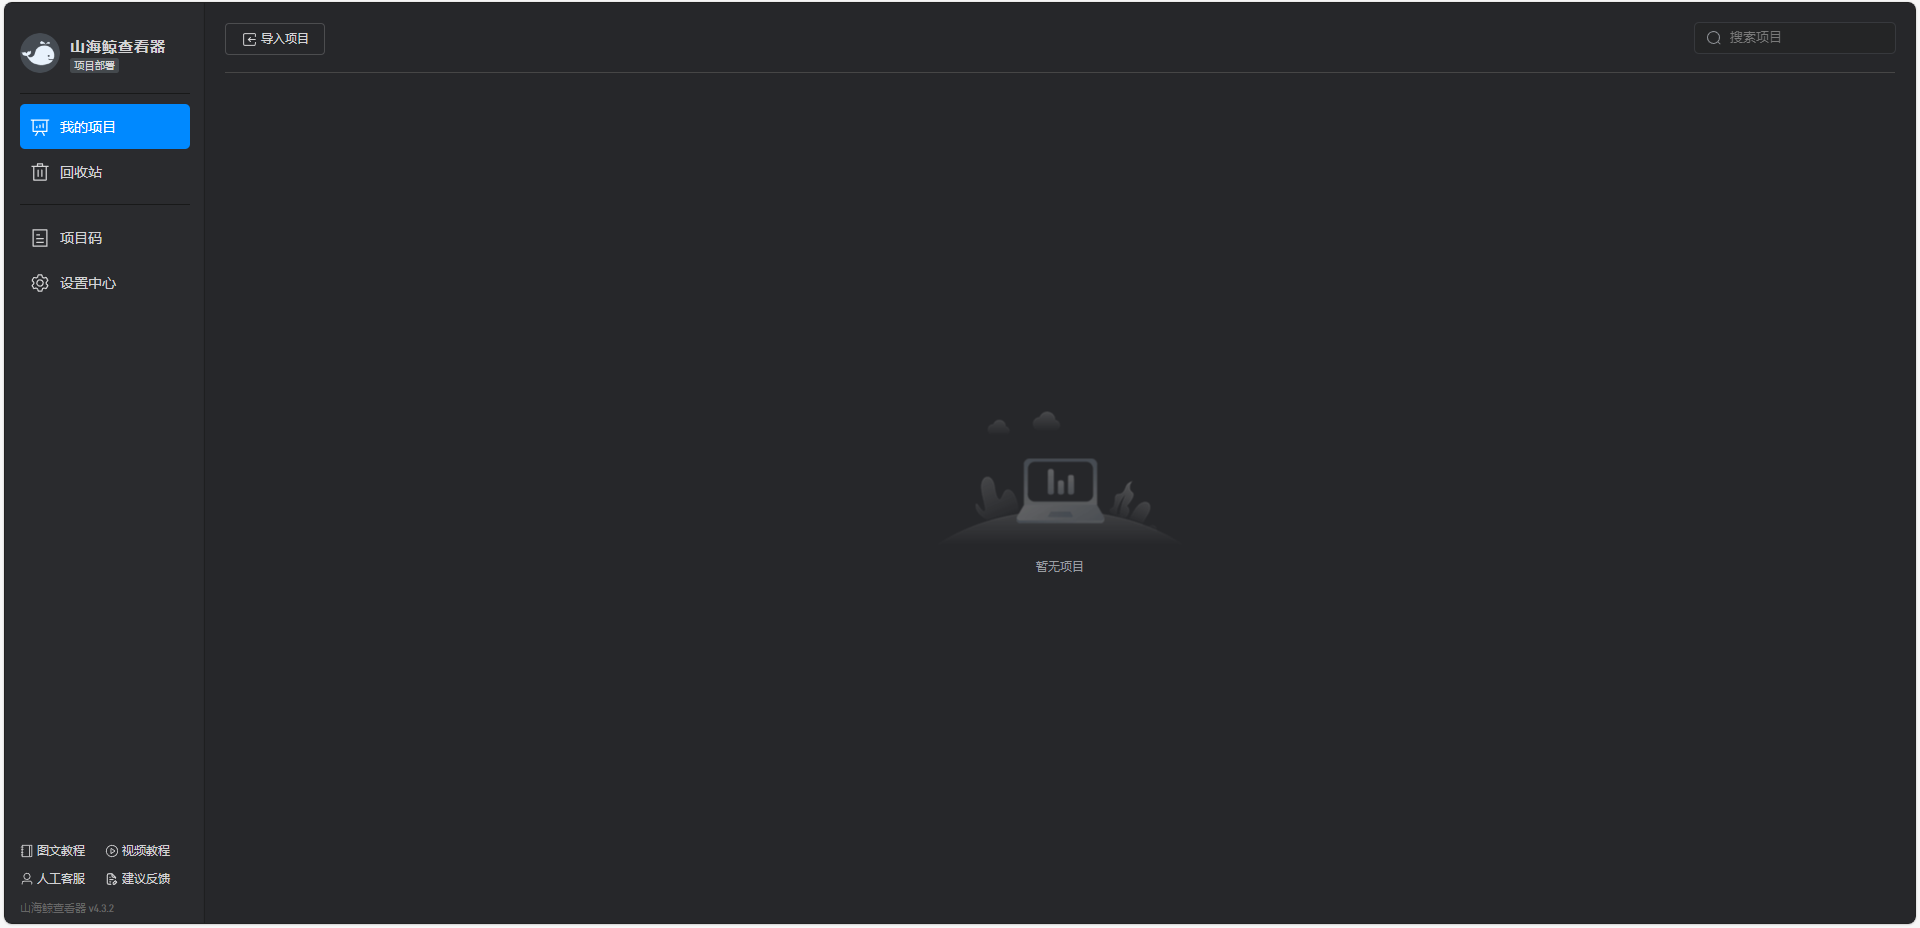 山海鲸查看器
项目部署
导入项目
搜索项目
我的项目
回收站
项目码
设置中心
暂无项目
图文教程 视频教程
人工客服 建议反馈
山海鲸查看器 v4.3.2